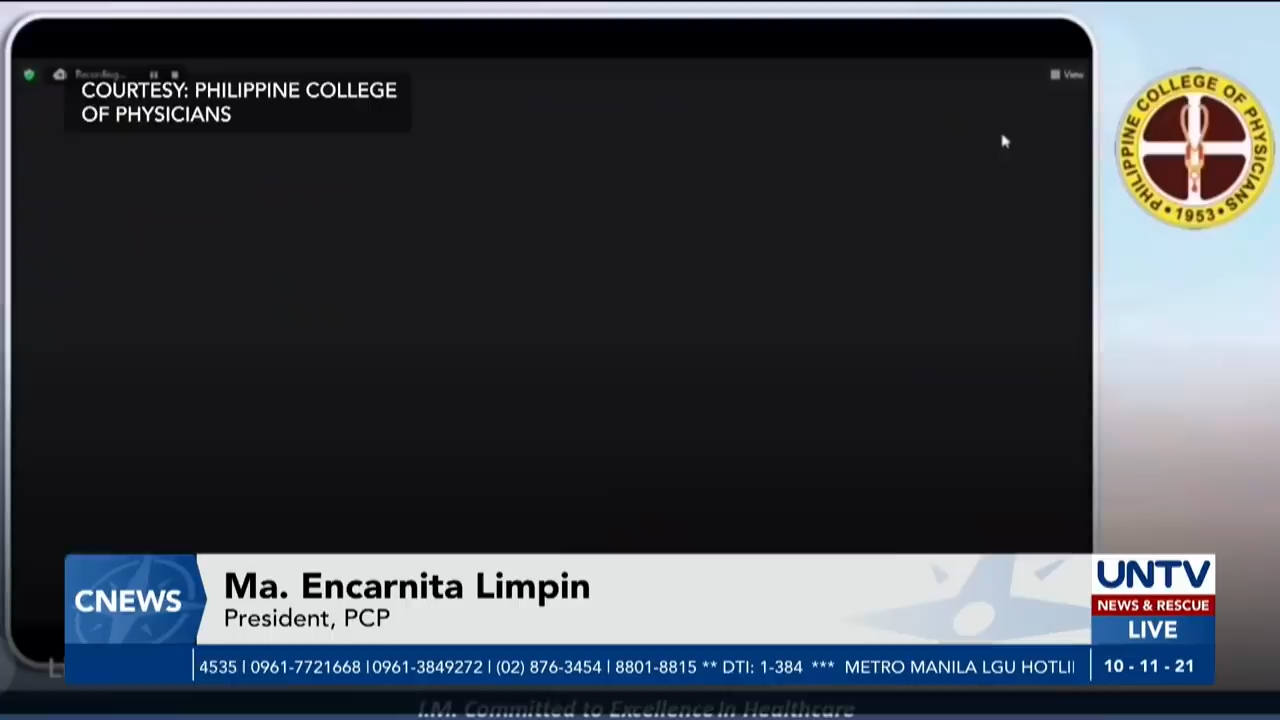 Recording...
View
COURTESY: PHILIPPINE COLLEGE
OF PHYSICIANS
PHILIPPINE COLLEGE OF PHYSICIANS
• 1953 •
CNEWS
Ma. Encarnita Limpin
President, PCP
UNTV
NEWS & RESCUE
LIVE
4535 | 0961-7721668 |0961-3849272 | (02) 876-3454 | 8801-8815 ** DTI: 1-384 *** METRO MANILA LGU HOTLI
10 - 11 - 21
I.M. Committed to Excellence In Healthcare